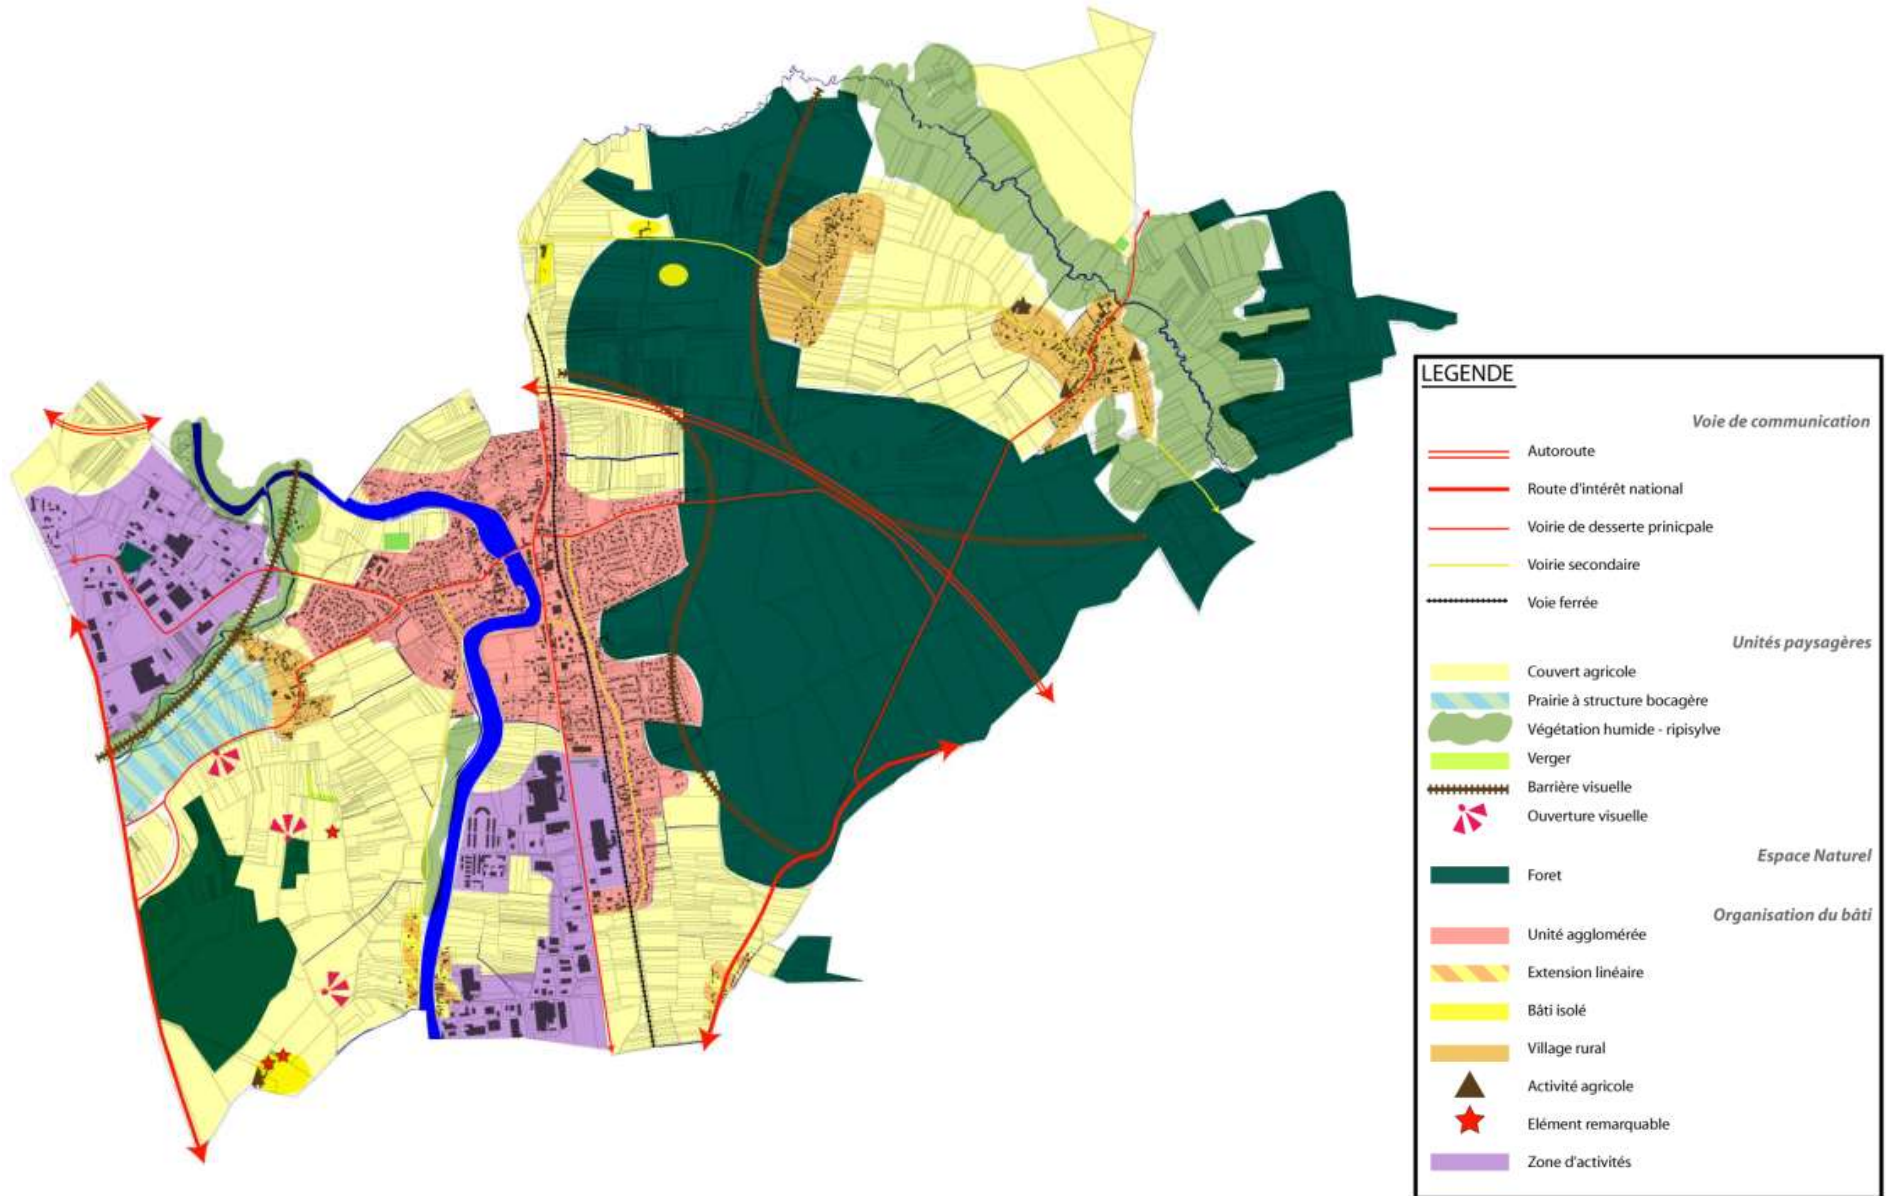 LEGENDE
Voie de communication
Autoroute
Route d'intérêt national
Voirie de desserte prinicpale
Voirie secondaire
Voie ferrée
Unités paysagères
Couvert agricole
Prairie à structure bocagère
Végétation humide - ripisylve
Verger
Barrière visuelle
Ouverture visuelle
Espace Naturel
Foret
Organisation du bâti
Unité agglomérée
Extension linéaire
Bâti isolé
Village rural
Activité agricole
Elément remarquable
Zone d'activités